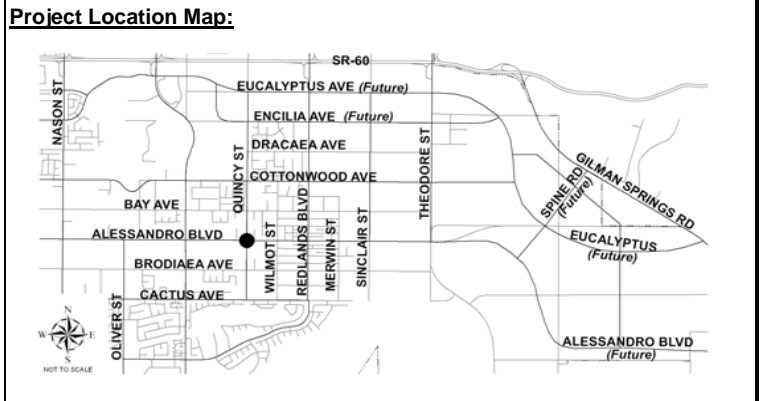 Project Location Map:
SR-60
EUCALYPTUS AVE (Future)
NASON ST
ENCILIA AVE (Future)
DRACAEA AVE
THEODORE ST
QUINCY ST
COTTONWOOD AVE
GILMAN SPRINGS RD
SPINE RD
(Future)
BAY AVE
REDLANDS BLVD
ALESSANDRO BLVD
WILMOT ST
MERWIN ST
SINCLAIR ST
EUCALYPTUS
(Future)
BRODIAEA AVE
CACTUS AVE
OLIVER ST
N
W
E
S
NOT TO SCALE
ALESSANDRO BLVD
(Future)